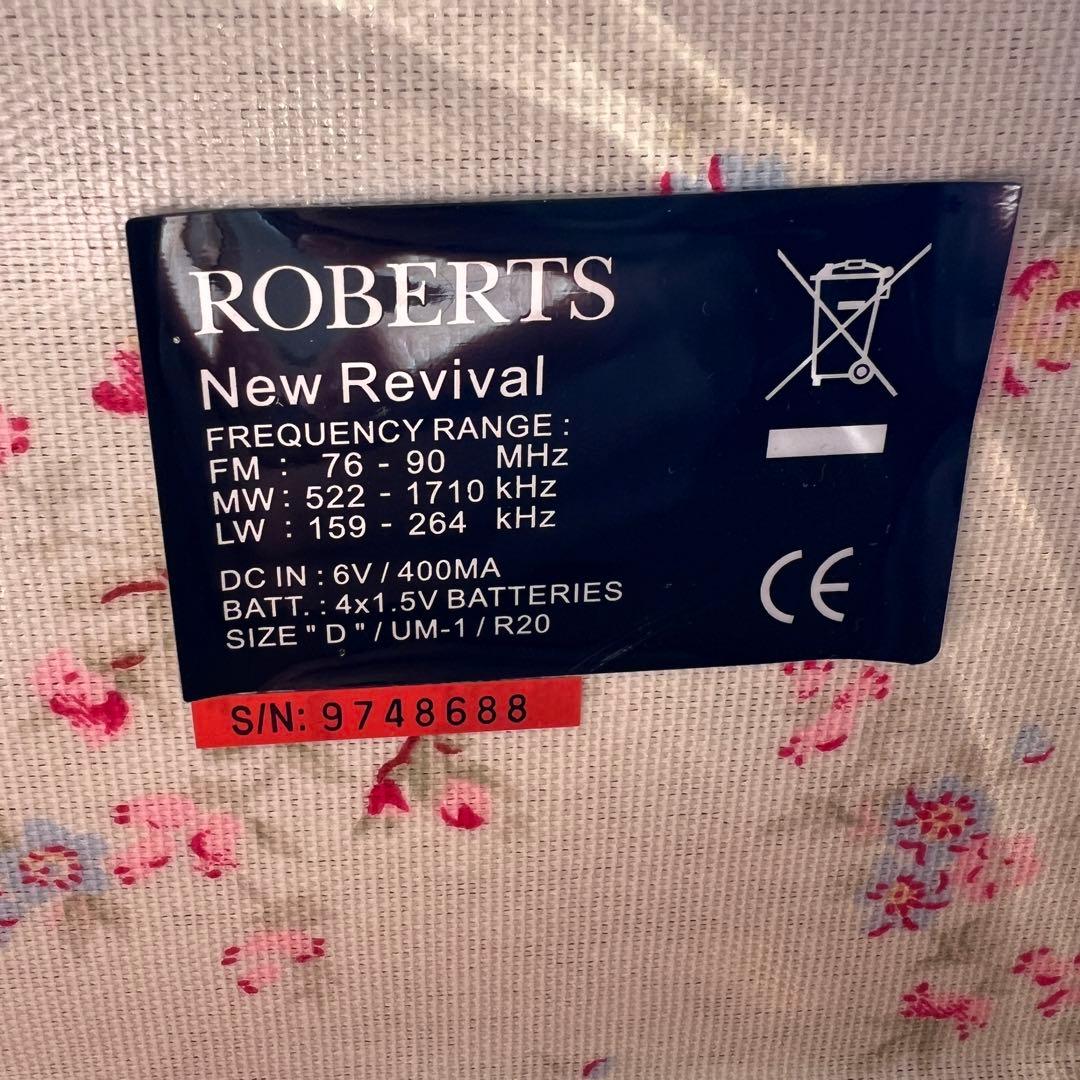 ROBERTS
New Revival
FREQUENCY RANGE :
FM : 76 - 90 MHz
MW : 522 - 1710 kHz
LW : 159 - 264 kHz
DC IN : 6V / 400MA
BATT. : 4x1.5V BATTERIES
SIZE " D " / UM-1 / R20
CE
S/N: 9748688